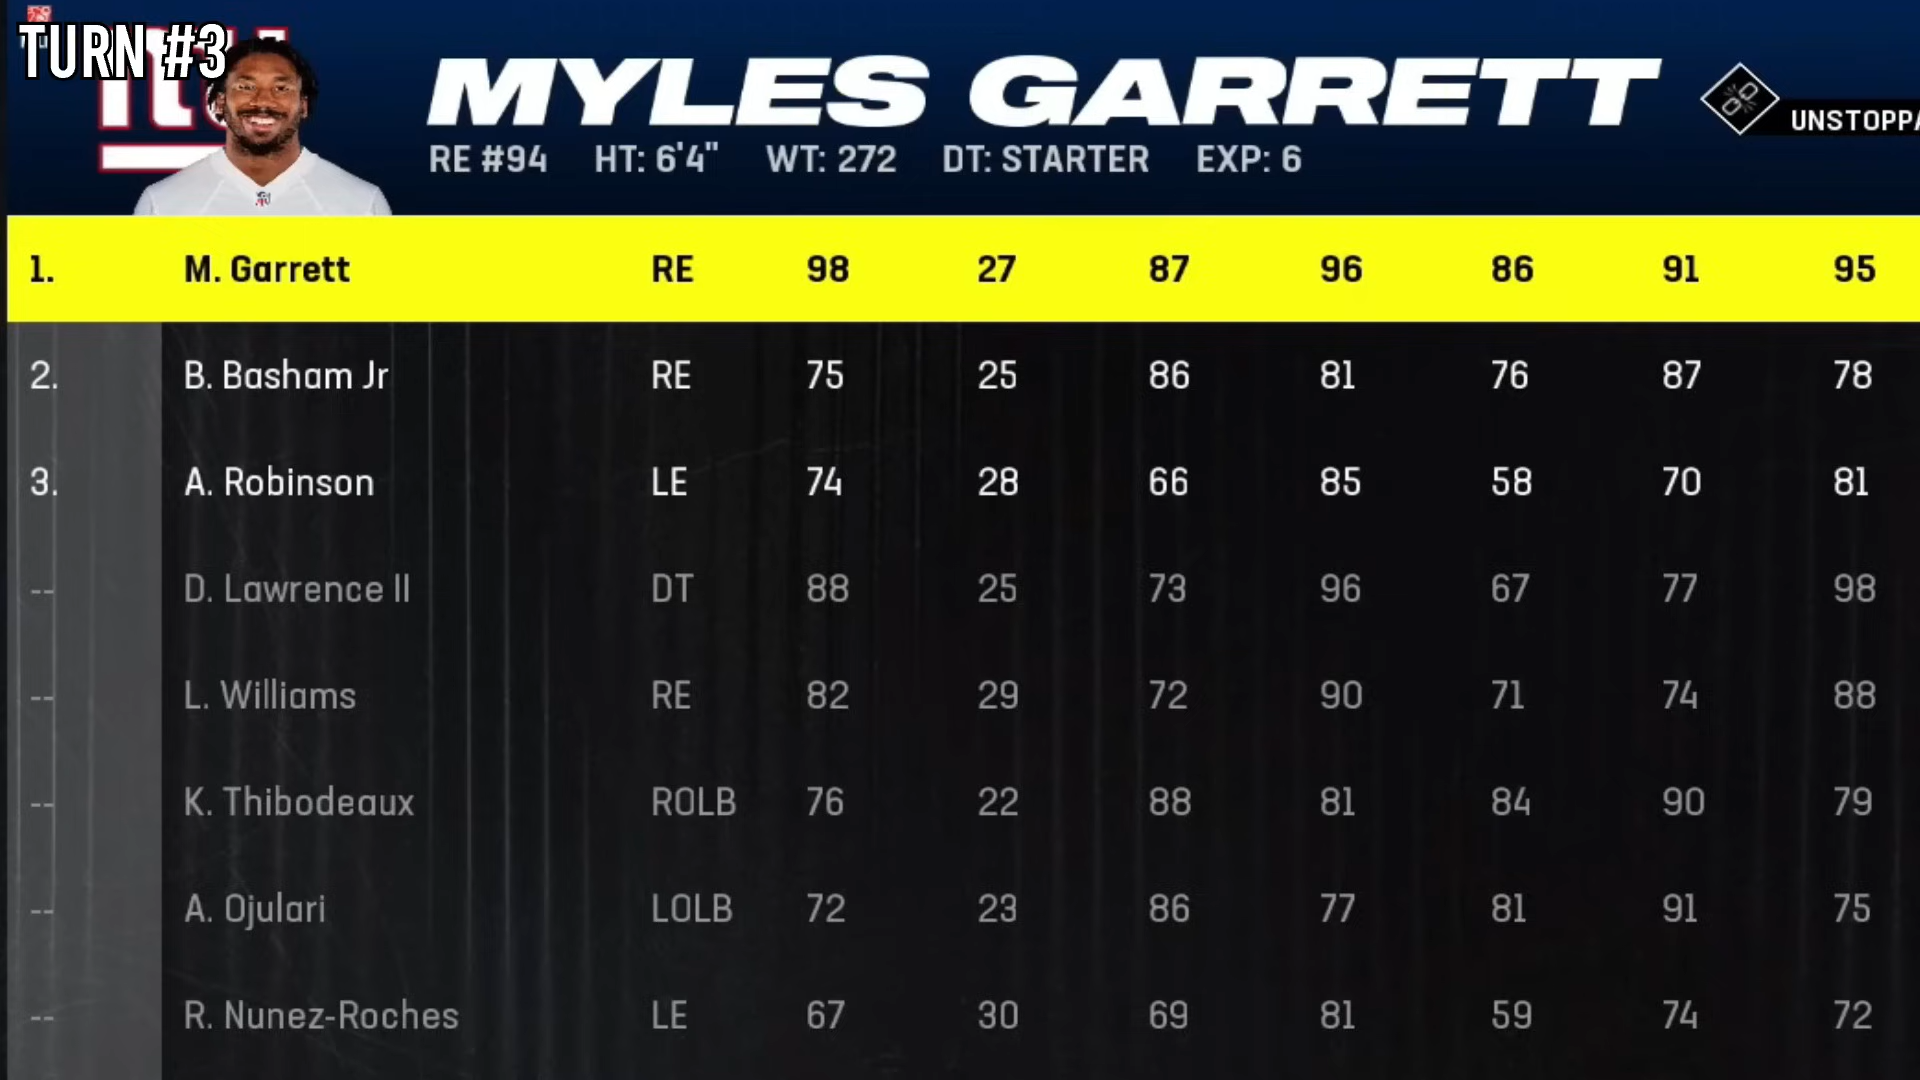 TURN #3
MYLES GARRETT
RE #94 HT: 6'4" WT: 272 DT: STARTER EXP: 6
UNSTOPPA
1. M. Garrett RE 98 27 87 96 86 91 95
2. B. Basham Jr RE 75 25 86 81 76 87 78
3. A. Robinson LE 74 28 66 85 58 70 81
-- D. Lawrence II DT 88 25 73 96 67 77 98
-- L. Williams RE 82 29 72 90 71 74 88
-- K. Thibodeaux ROLB 76 22 88 81 84 90 79
-- A. Ojulari LOLB 72 23 86 77 81 91 75
-- R. Nunez-Roches LE 67 30 69 81 59 74 72